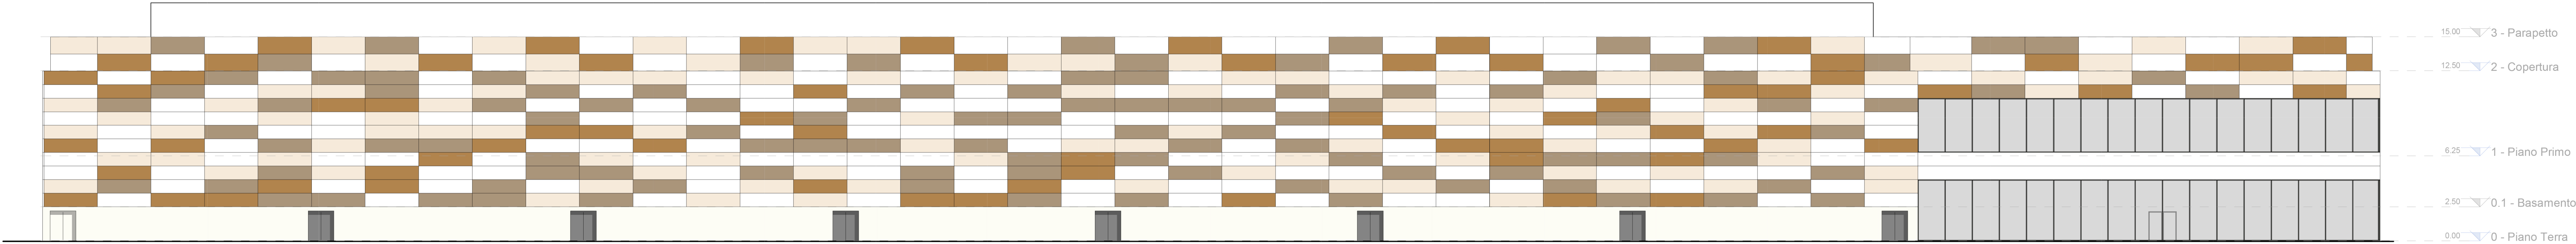 15.00 3 - Parapetto
12.50 2 - Copertura
6.25 1 - Piano Primo
2.50 0.1 - Basamento
0.00 0 - Piano Terra